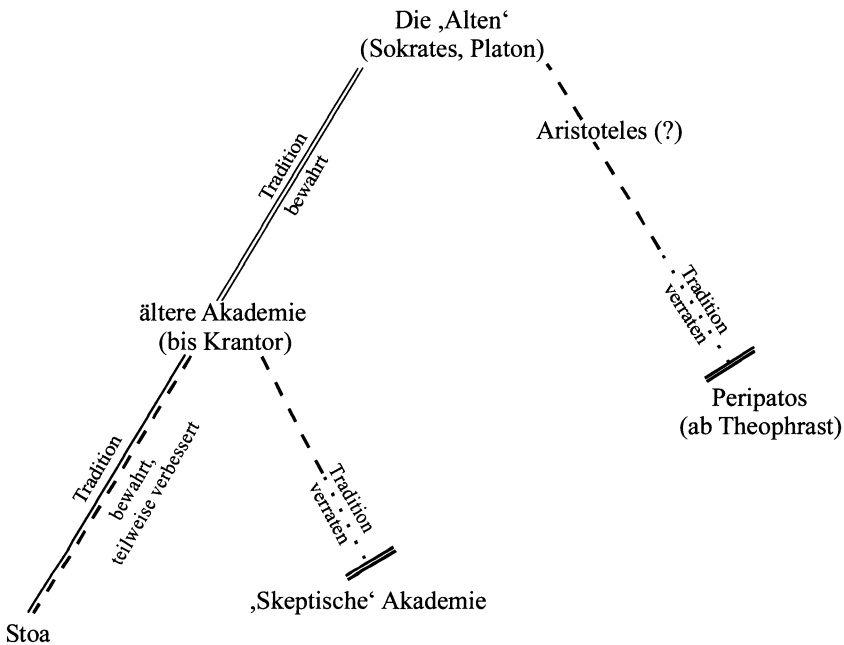 Die ‚Alten‘
(Sokrates, Platon)
Aristoteles (?)
Tradition
bewahrt
Tradition
verraten
ältere Akademie
(bis Krantor)
Peripatos
(ab Theophrast)
Tradition
bewahrt,
teilweise verbessert
Tradition
verraten
‚Skeptische‘ Akademie
Stoa